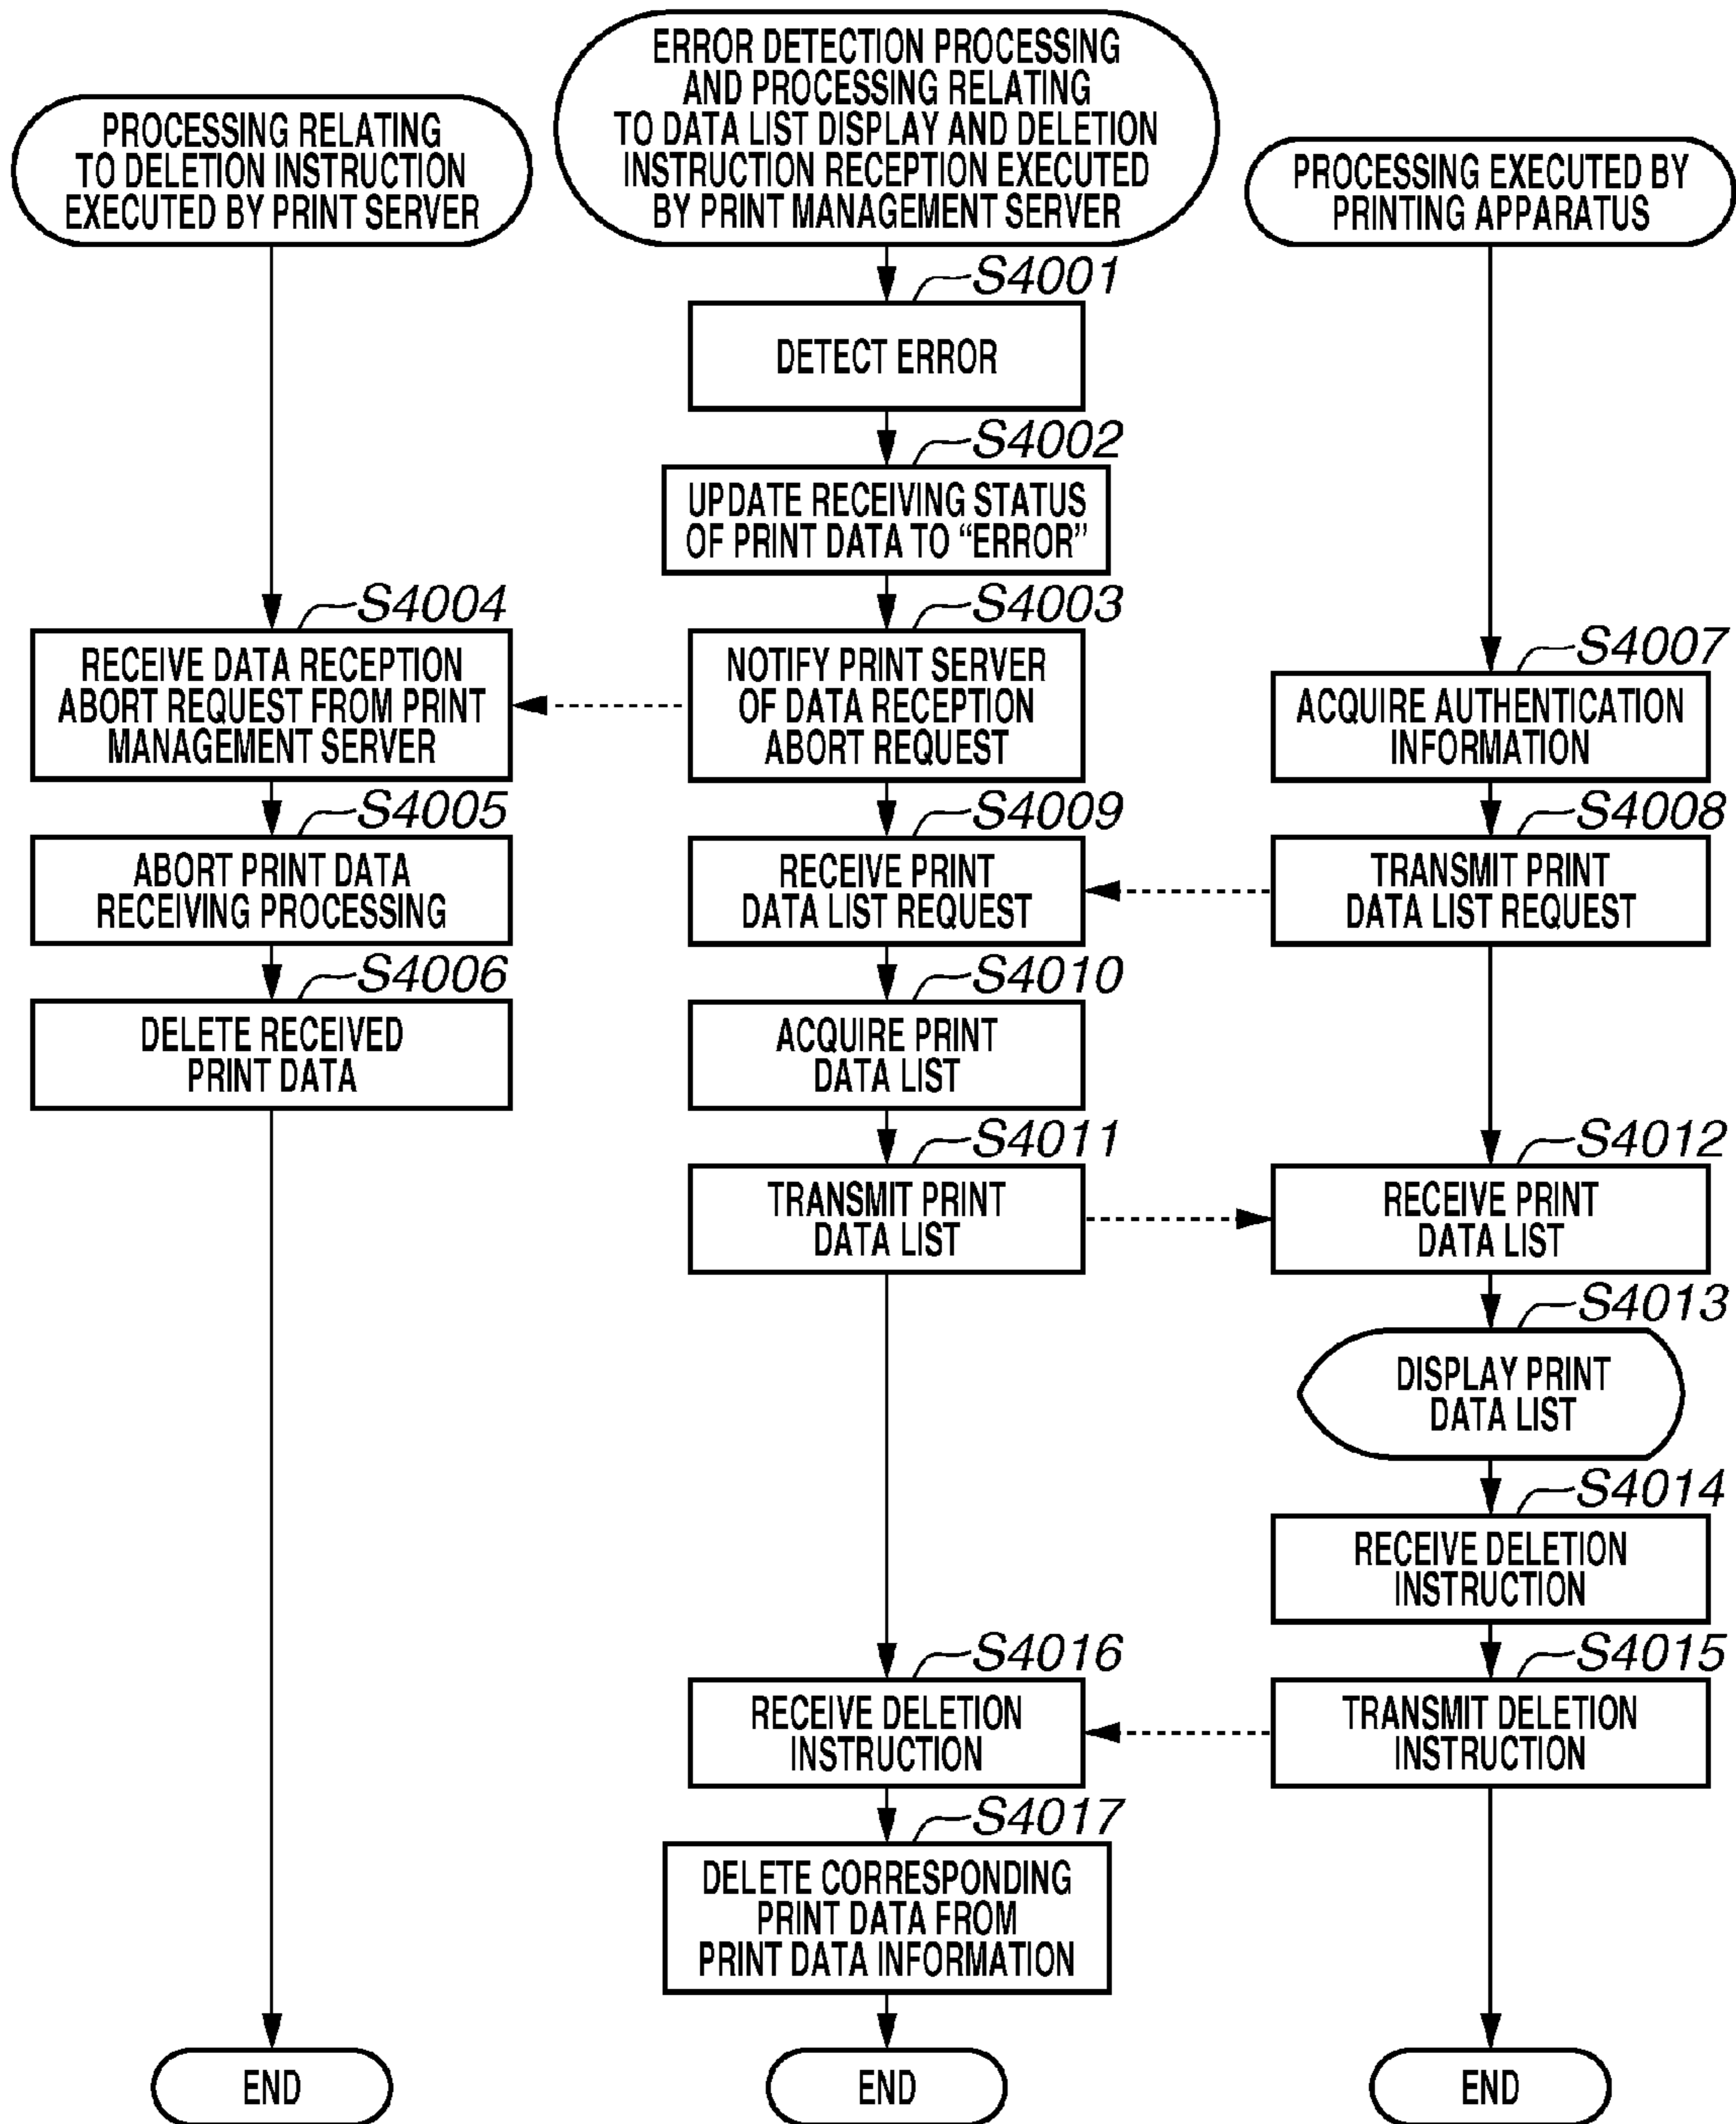 PROCESSING RELATING
TO DELETION INSTRUCTION
EXECUTED BY PRINT SERVER
ERROR DETECTION PROCESSING
AND PROCESSING RELATING
TO DATA LIST DISPLAY AND DELETION
INSTRUCTION RECEPTION EXECUTED
BY PRINT MANAGEMENT SERVER
PROCESSING EXECUTED BY
PRINTING APPARATUS
S4001
DETECT ERROR
S4002
UPDATE RECEIVING STATUS
OF PRINT DATA TO “ERROR”
S4004
RECEIVE DATA RECEPTION
ABORT REQUEST FROM PRINT
MANAGEMENT SERVER
S4003
NOTIFY PRINT SERVER
OF DATA RECEPTION
ABORT REQUEST
S4007
ACQUIRE AUTHENTICATION
INFORMATION
S4005
ABORT PRINT DATA
RECEIVING PROCESSING
S4009
RECEIVE PRINT
DATA LIST REQUEST
S4008
TRANSMIT PRINT
DATA LIST REQUEST
S4006
DELETE RECEIVED
PRINT DATA
S4010
ACQUIRE PRINT
DATA LIST
S4011
TRANSMIT PRINT
DATA LIST
S4012
RECEIVE PRINT
DATA LIST
S4013
DISPLAY PRINT
DATA LIST
S4014
RECEIVE DELETION
INSTRUCTION
S4016
RECEIVE DELETION
INSTRUCTION
S4015
TRANSMIT DELETION
INSTRUCTION
S4017
DELETE CORRESPONDING
PRINT DATA FROM
PRINT DATA INFORMATION
END
END
END